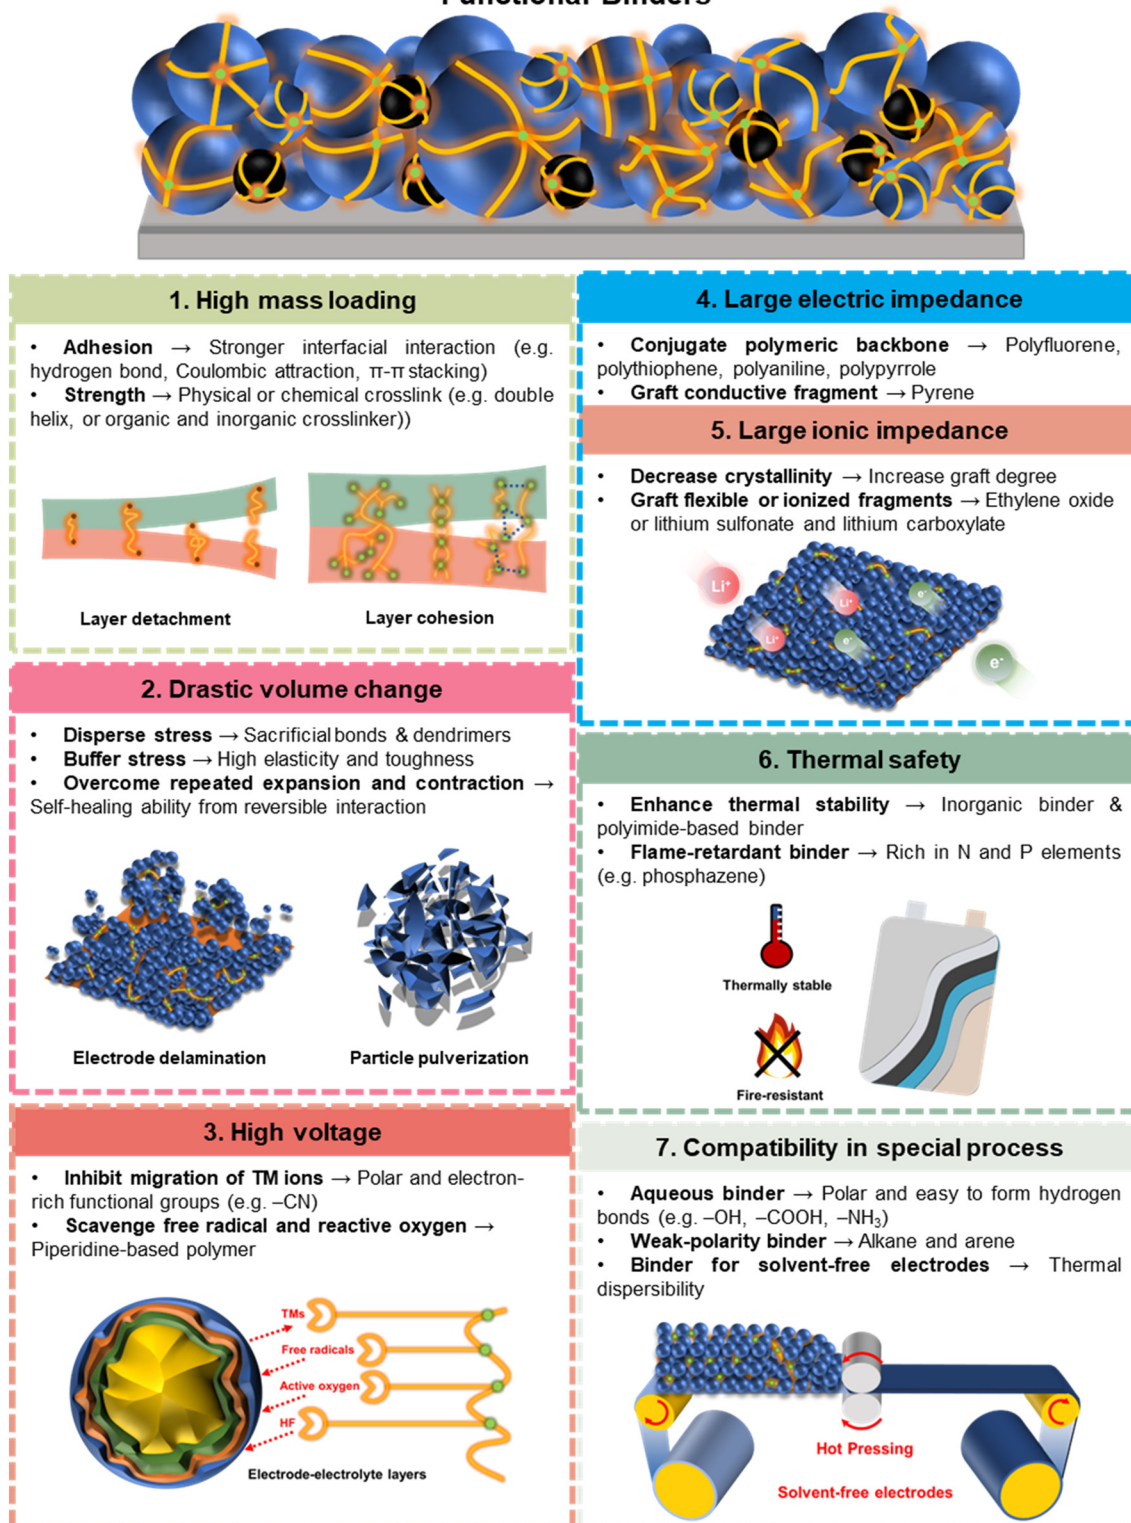 Functional Binders
1. High mass loading
• Adhesion → Stronger interfacial interaction (e.g.
hydrogen bond, Coulombic attraction, π-π stacking)
• Strength → Physical or chemical crosslink (e.g. double
helix, or organic and inorganic crosslinker))
Layer detachment
Layer cohesion
2. Drastic volume change
• Disperse stress → Sacrificial bonds & dendrimers
• Buffer stress → High elasticity and toughness
• Overcome repeated expansion and contraction →
Self-healing ability from reversible interaction
Electrode delamination
Particle pulverization
3. High voltage
• Inhibit migration of TM ions → Polar and electron-
rich functional groups (e.g. –CN)
• Scavenge free radical and reactive oxygen →
Piperidine-based polymer
TMs
Free radicals
Active oxygen
HF
Electrode-electrolyte layers
4. Large electric impedance
• Conjugate polymeric backbone → Polyfluorene,
polythiophene, polyaniline, polypyrrole
• Graft conductive fragment → Pyrene
5. Large ionic impedance
• Decrease crystallinity → Increase graft degree
• Graft flexible or ionized fragments → Ethylene oxide
or lithium sulfonate and lithium carboxylate
Li⁺
Li⁺
e⁻
Li⁺
e⁻
e⁻
6. Thermal safety
• Enhance thermal stability → Inorganic binder &
polyimide-based binder
• Flame-retardant binder → Rich in N and P elements
(e.g. phosphazene)
Thermally stable
Fire-resistant
7. Compatibility in special process
• Aqueous binder → Polar and easy to form hydrogen
bonds (e.g. –OH, –COOH, –NH₃)
• Weak-polarity binder → Alkane and arene
• Binder for solvent-free electrodes → Thermal
dispersibility
Hot Pressing
Solvent-free electrodes